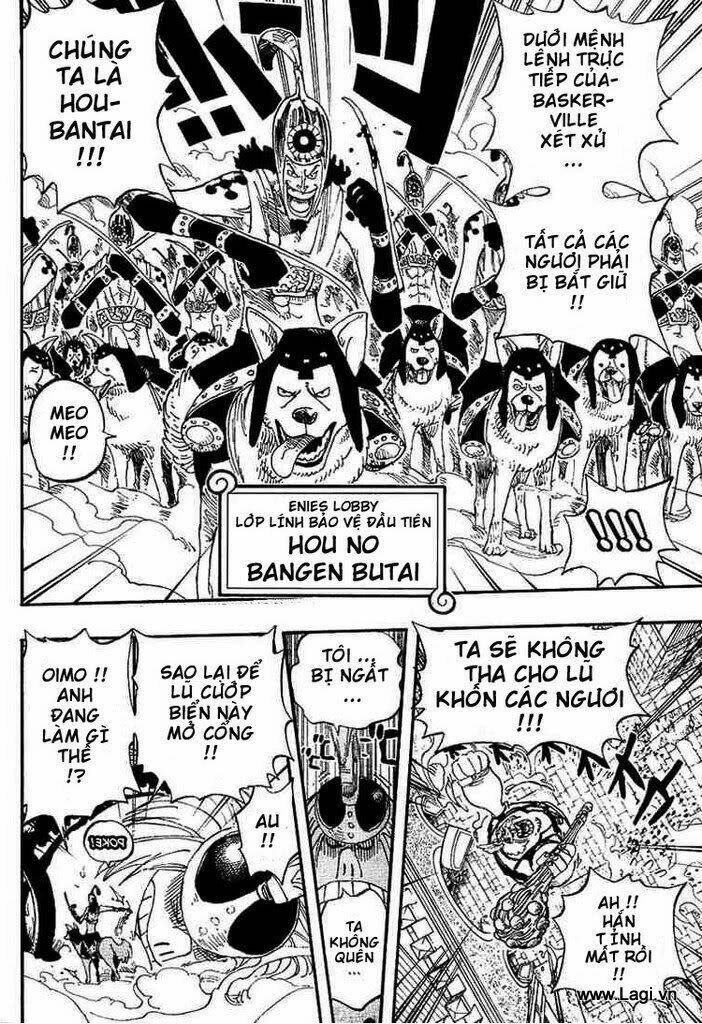 DƯỚI MỆNH
LỆNH TRỰC
TIẾP CỦA-
BASKER-
VILLE
XÉT XỬ
...
CHÚNG
TA LÀ
HOU-
BANTAI
!!!
TẤT CẢ CÁC
NGƯƠI PHẢI
BỊ BẮT GIỮ
!!
MEO
MEO
!!
!!!!
ENIES LOBBY
LỚP LÍNH BẢO VỆ ĐẦU TIÊN
HOU NO
BANGEN BUTAI
TA SẼ KHÔNG
THA CHO LŨ
KHỐN CÁC NGƯƠI
!!!
AH !!
HẮN
TỈNH
MẤT RỒI
!!
TÔI ...
BỊ NGẤT
...
TA
KHÔNG
QUÊN
...
SAO LẠI ĐỂ
LŨ CƯỚP
BIỂN NÀY
MỞ CỔNG
!!
AU !!
OIMO !!
ANH
ĐANG
LÀM GÌ
THẾ
!?
POKE!
www.Lagi.vn